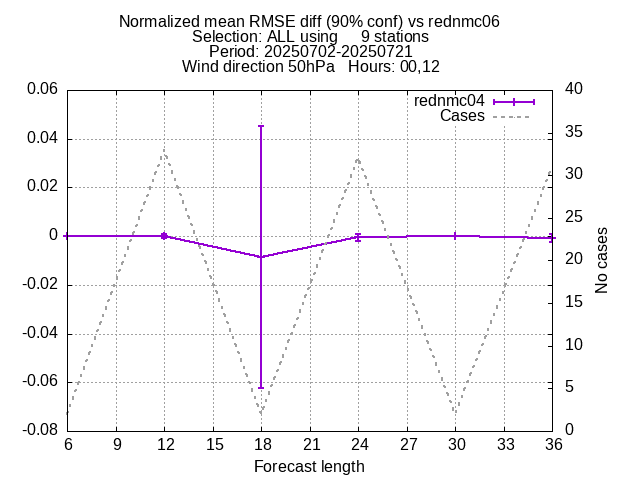 Normalized mean RMSE diff (90% conf) vs rednmc06
Selection: ALL using     9 stations
Period: 20250702-20250721
Wind direction 50hPa   Hours: 00,12
rednmc04
Cases
0.06
0.04
0.02
0
-0.02
-0.04
-0.06
-0.08
40
35
30
25
20
15
10
5
0
No cases
6 9 12 15 18 21 24 27 30 33 36
Forecast length